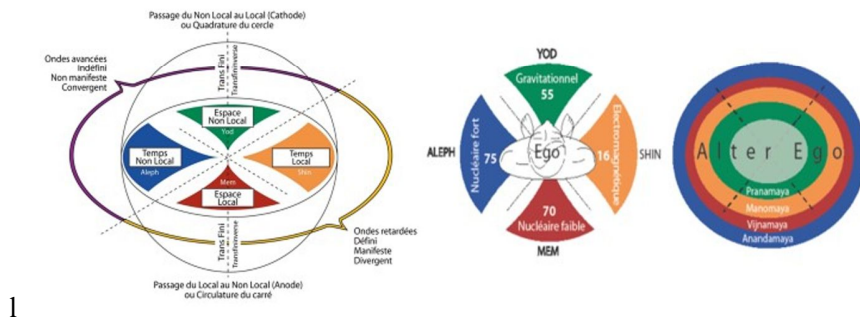 Passage du Non Local au Local (Cathode)
ou Quadrature du cercle
Ondes avancées
Indéfini
Non manifeste
Convergent
Trans Fini
Transfininverse
Espace
Non Local
Yod
Temps
Non Local
Aleph
Temps
Local
Shin
Mem
Espace
Local
Trans Fini
Transfininverse
Ondes retardées
Défini
Manifeste
Divergent
Passage du Local au Non Local (Anode)
ou Circulature du carré
YOD
Gravitationnel
55
ALEPH
Nucléaire fort
75
Ego
16
Electromagnétique
SHIN
70
Nucléaire faible
MEM
Alter Ego
Pranamaya
Manomaya
Vijnamaya
Anandamaya
1